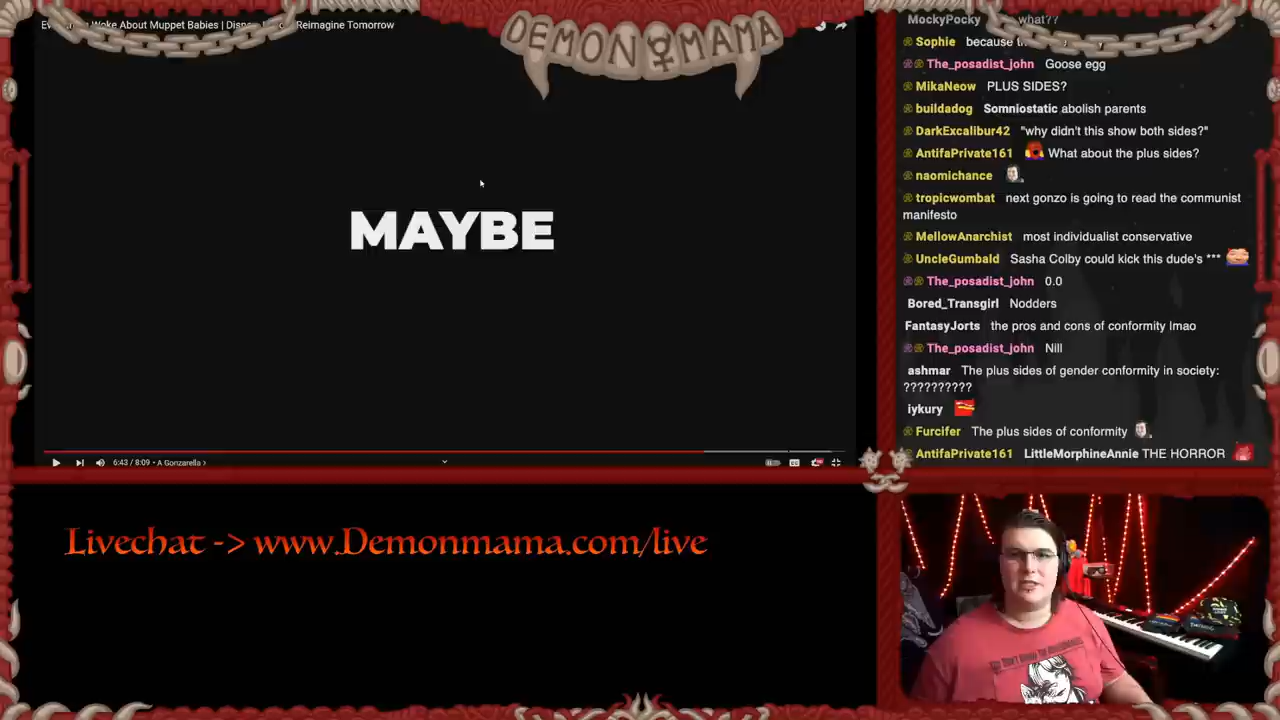 Woke About Muppet Babies | Disney
Reimagine Tomorrow
DEMON MAMA
MAYBE
6:43 / 8:09 • A Gonzarella >
MockyPocky what??
Sophie because
The_posadist_john Goose egg
MikaNeow PLUS SIDES?
buildadog Somniostatic abolish parents
DarkExcalibur42 "why didn't this show both sides?"
AntifaPrivate161 What about the plus sides?
naomichance
tropicwombat next gonzo is going to read the communist
manifesto
MellowAnarchist most individualist conservative
UncleGumbald Sasha Colby could kick this dude's ***
The_posadist_john 0.0
Bored_Transgirl Nodders
FantasyJorts the pros and cons of conformity lmao
The_posadist_john Nill
ashmar The plus sides of gender conformity in society:
??????????
iykury
Furcifer The plus sides of conformity
AntifaPrivate161 LittleMorphineAnnie THE HORROR
Livechat -> www.Demonmama.com/live